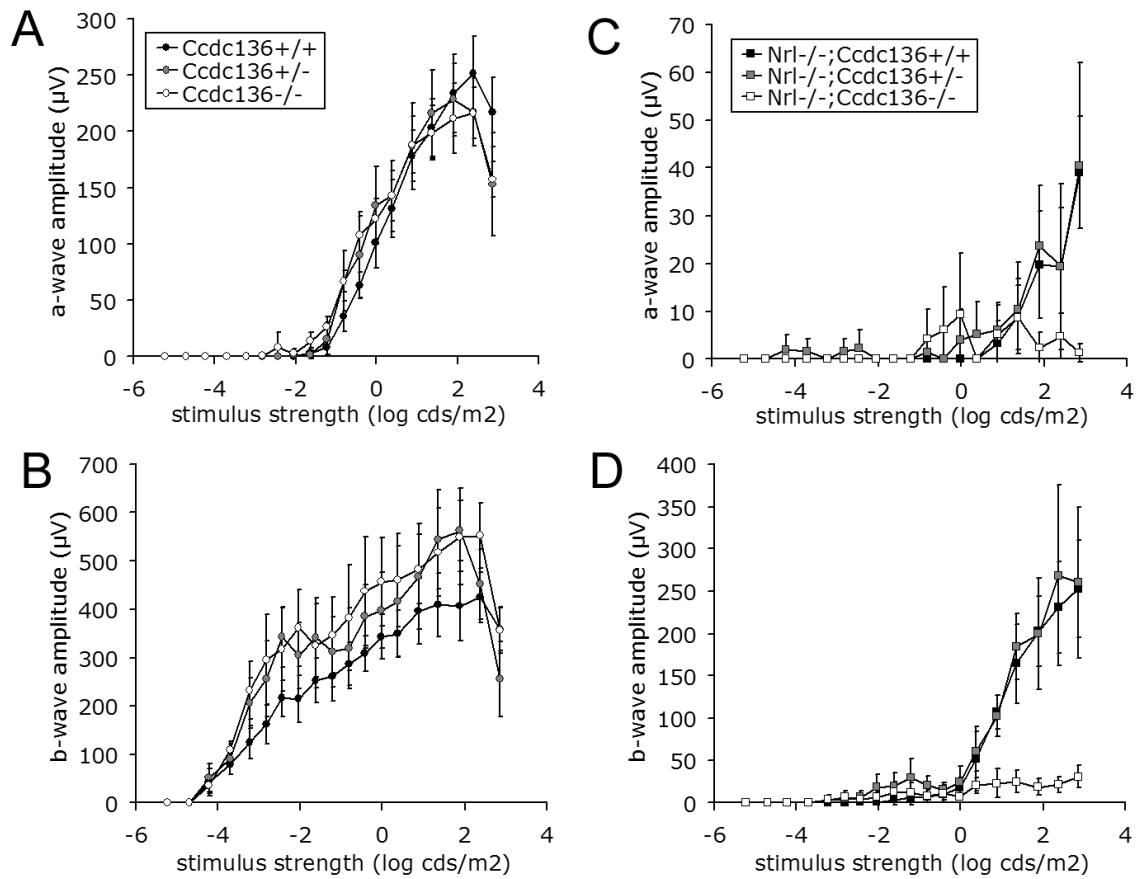 A
300
250
200
150
100
50
0
a-wave amplitude (µV)
Ccdc136+/+
Ccdc136+/-
Ccdc136-/-
-6 -4 -2 0 2 4
stimulus strength (log cds/m2)
C
70
60
50
40
30
20
10
0
a-wave amplitude (µV)
Nrl-/-;Ccdc136+/+
Nrl-/-;Ccdc136+/-
Nrl-/-;Ccdc136-/-
-6 -4 -2 0 2 4
stimulus strength (log cds/m2)
B
700
600
500
400
300
200
100
0
b-wave amplitude (µV)
-6 -4 -2 0 2 4
stimulus strength (log cds/m2)
D
400
350
300
250
200
150
100
50
0
b-wave amplitude (µV)
-6 -4 -2 0 2 4
stimulus strength (log cds/m2)